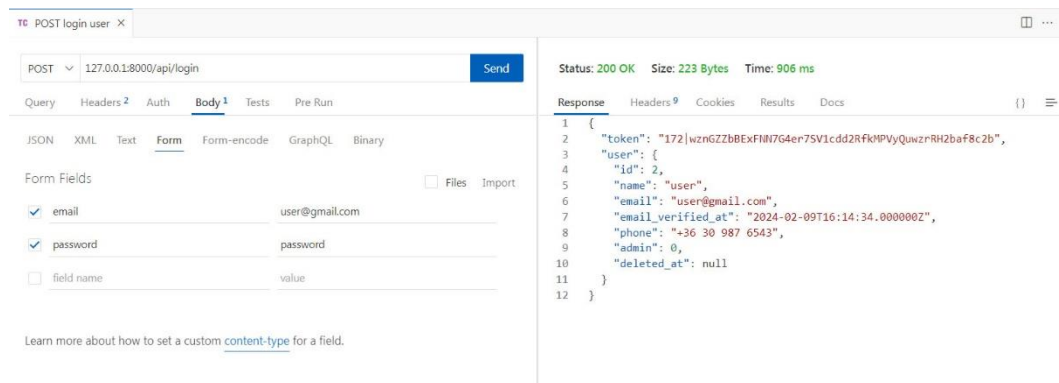 TC POST login user ×
POST 127.0.0.1:8000/api/login Send
Query Headers 2 Auth Body 1 Tests Pre Run
JSON XML Text Form Form-encode GraphQL Binary
Form Fields Files Import
email user@gmail.com
password password
field name value
Learn more about how to set a custom content-type for a field.
Status: 200 OK Size: 223 Bytes Time: 906 ms
Response Headers 9 Cookies Results Docs {}
1 {
2 "token": "172|wznGZZbBExFNN7G4er7SV1cdd2RfkMPVyQuwzrRH2baf8c2b",
3 "user": {
4 "id": 2,
5 "name": "user",
6 "email": "user@gmail.com",
7 "email_verified_at": "2024-02-09T16:14:34.000000Z",
8 "phone": "+36 30 987 6543",
9 "admin": 0,
10 "deleted_at": null
11 }
12 }